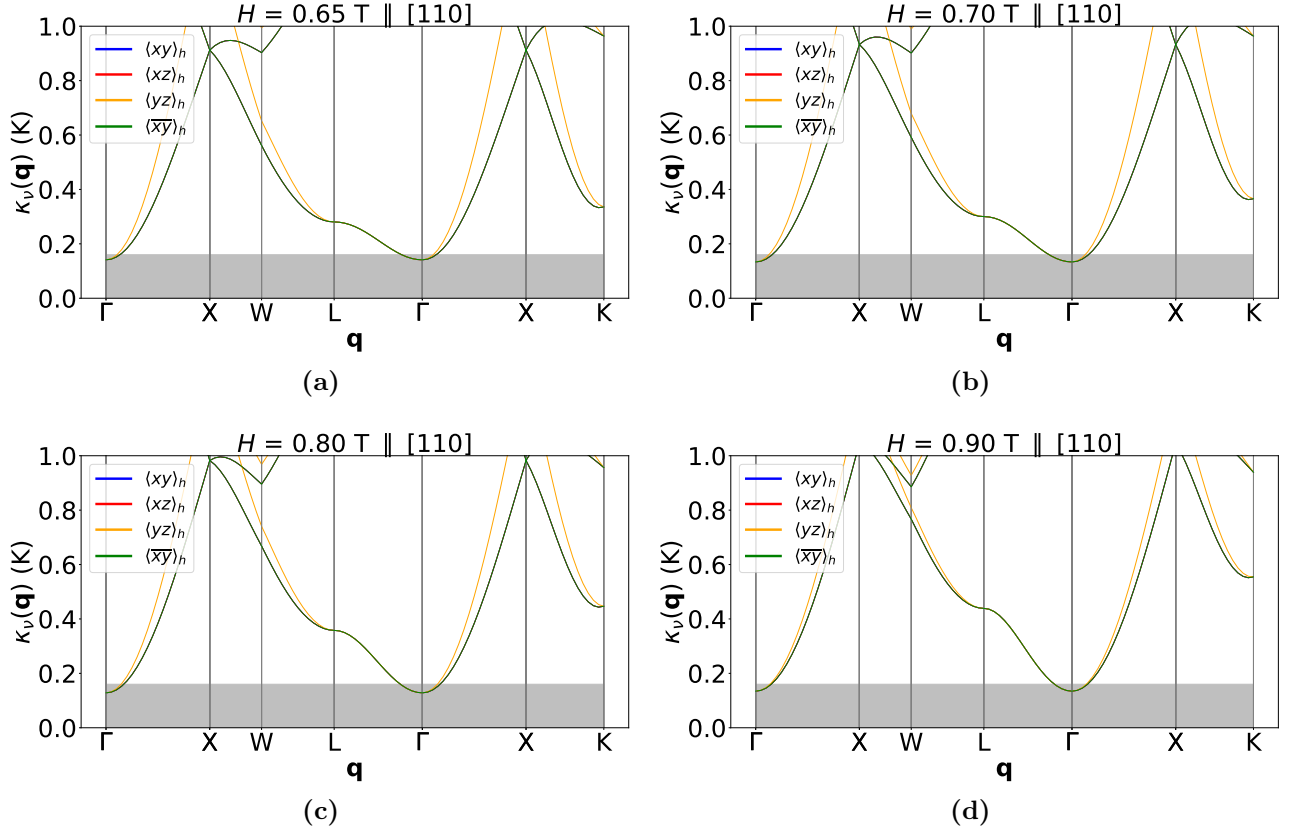 H = 0.65 T ∥ [110]
1.0
0.8
0.6
0.4
0.2
0.0
κν(q) (K)
⟨xy⟩h
⟨xz⟩h
⟨yz⟩h
⟨x̅y̅⟩h
Γ X W L Γ X K
q
(a)
H = 0.70 T ∥ [110]
1.0
0.8
0.6
0.4
0.2
0.0
κν(q) (K)
⟨xy⟩h
⟨xz⟩h
⟨yz⟩h
⟨x̅y̅⟩h
Γ X W L Γ X K
q
(b)
H = 0.80 T ∥ [110]
1.0
0.8
0.6
0.4
0.2
0.0
κν(q) (K)
⟨xy⟩h
⟨xz⟩h
⟨yz⟩h
⟨x̅y̅⟩h
Γ X W L Γ X K
q
(c)
H = 0.90 T ∥ [110]
1.0
0.8
0.6
0.4
0.2
0.0
κν(q) (K)
⟨xy⟩h
⟨xz⟩h
⟨yz⟩h
⟨x̅y̅⟩h
Γ X W L Γ X K
q
(d)